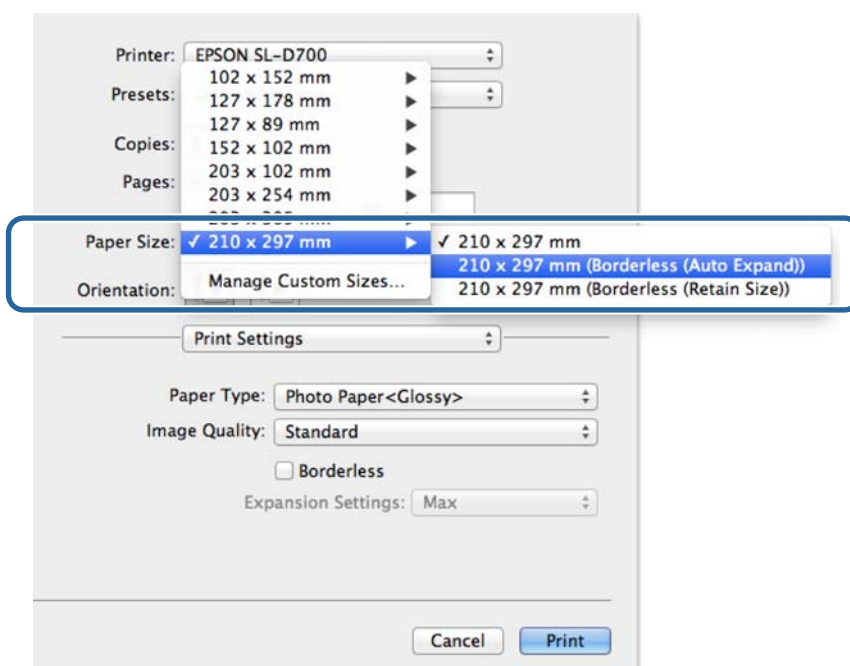 Printer: EPSON SL-D700
102 x 152 mm
Presets:
127 x 178 mm
127 x 89 mm
Copies:
152 x 102 mm
203 x 102 mm
Pages:
203 x 254 mm
Paper Size: ✓ 210 x 297 mm ✓ 210 x 297 mm
210 x 297 mm (Borderless (Auto Expand))
Orientation: Manage Custom Sizes... 210 x 297 mm (Borderless (Retain Size))
Print Settings
Paper Type: Photo Paper<Glossy>
Image Quality: Standard
Borderless
Expansion Settings: Max
Cancel Print